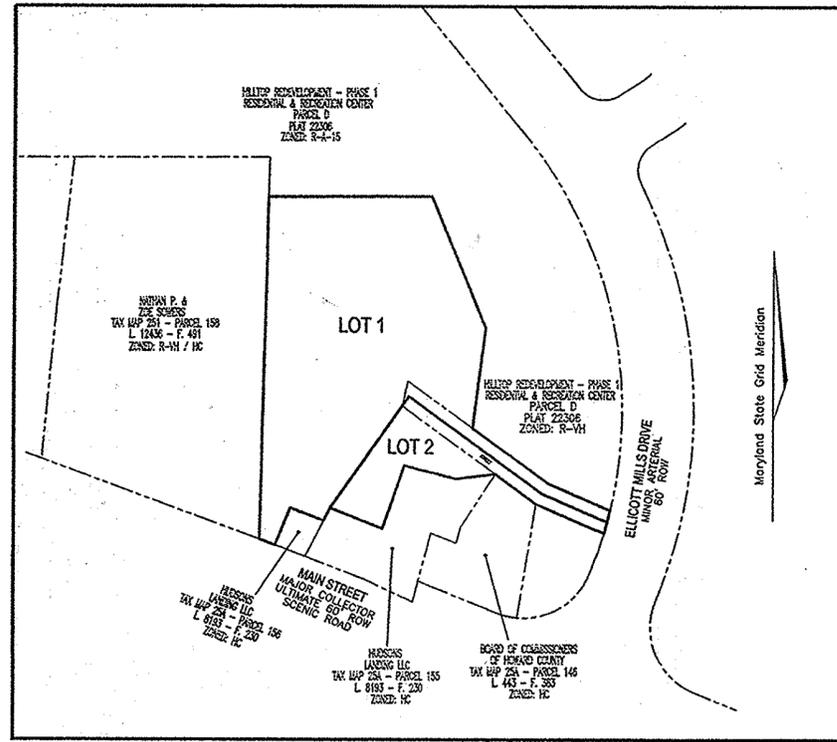 HILLTOP REDEVELOPMENT - PHASE 1
RESIDENTIAL & RECREATION CENTER
PARCEL D
PLAT 22306
ZONED: R-A-15
NATHAN P. &
ZOE SOWERS
TAX MAP 251 - PARCEL 158
L. 12436 - F. 491
ZONED: R-VH / HC
LOT 1
HILLTOP REDEVELOPMENT - PHASE 1
RESIDENTIAL & RECREATION CENTER
PARCEL D
PLAT 22306
ZONED: R-VH
LOT 2
ELLICOTT MILLS DRIVE
MINOR ARTERIAL
60' ROW
Maryland State Grid Meridian
MAIN STREET
MAJOR COLLECTOR
ULTIMATE 60' ROW
SCENIC ROAD
HUDSONS
LANDING LLC
TAX MAP 25A - PARCEL 156
L. 8193 - F. 230
ZONED: HC
HUDSONS
LANDING LLC
TAX MAP 25A - PARCEL 155
L. 8193 - F. 230
ZONED: HC
BOARD OF COMMISSIONERS
OF HOWARD COUNTY
TAX MAP 25A - PARCEL 146
L. 443 - F. 383
ZONED: HC